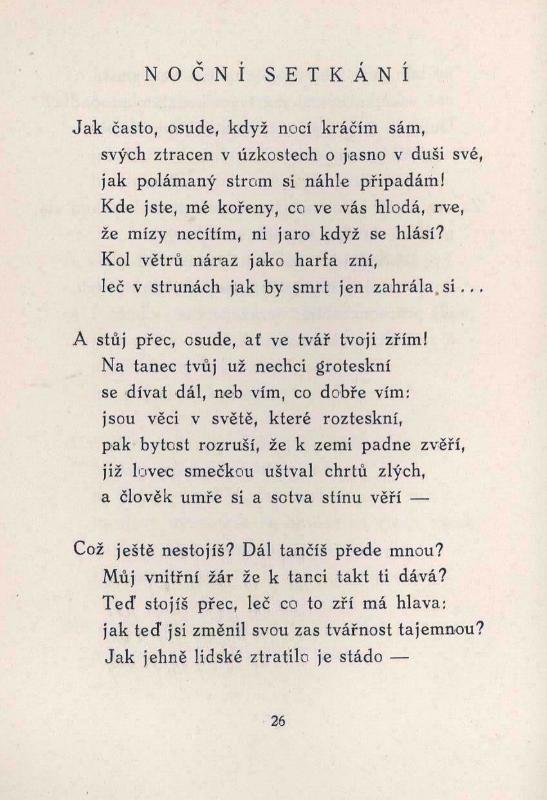 NOČNÍ SETKÁNÍ
Jak často, osude, když nocí kráčím sám,
svých ztracen v úzkostech o jasno v duši své,
jak polámaný strom si náhle připadám!
Kde jste, mé kořeny, co ve vás hlodá, rve,
že mízy necítím, ni jaro když se hlásí?
Kol větrů náraz jako harfa zní,
leč v strunách jak by smrt jen zahrála si...
A stůj přec, osude, ať ve tvář tvoji zřím!
Na tanec tvůj už nechci groteskní
se dívat dál, neb vím, co dobře vím:
jsou věci v světě, které rozteskní,
pak bytost rozruší, že k zemi padne zvěří,
již lovec smečkou uštval chrtů zlých,
a člověk umře si a sotva stínu věří —
Což ještě nestojíš? Dál tančíš přede mnou?
Můj vnitřní žár že k tanci takt ti dává?
Teď stojíš přec, leč co to zří má hlava:
jak teď jsi změnil svou zas tvářnost tajemnou?
Jak jehně lidské ztratilo je stádo —
26